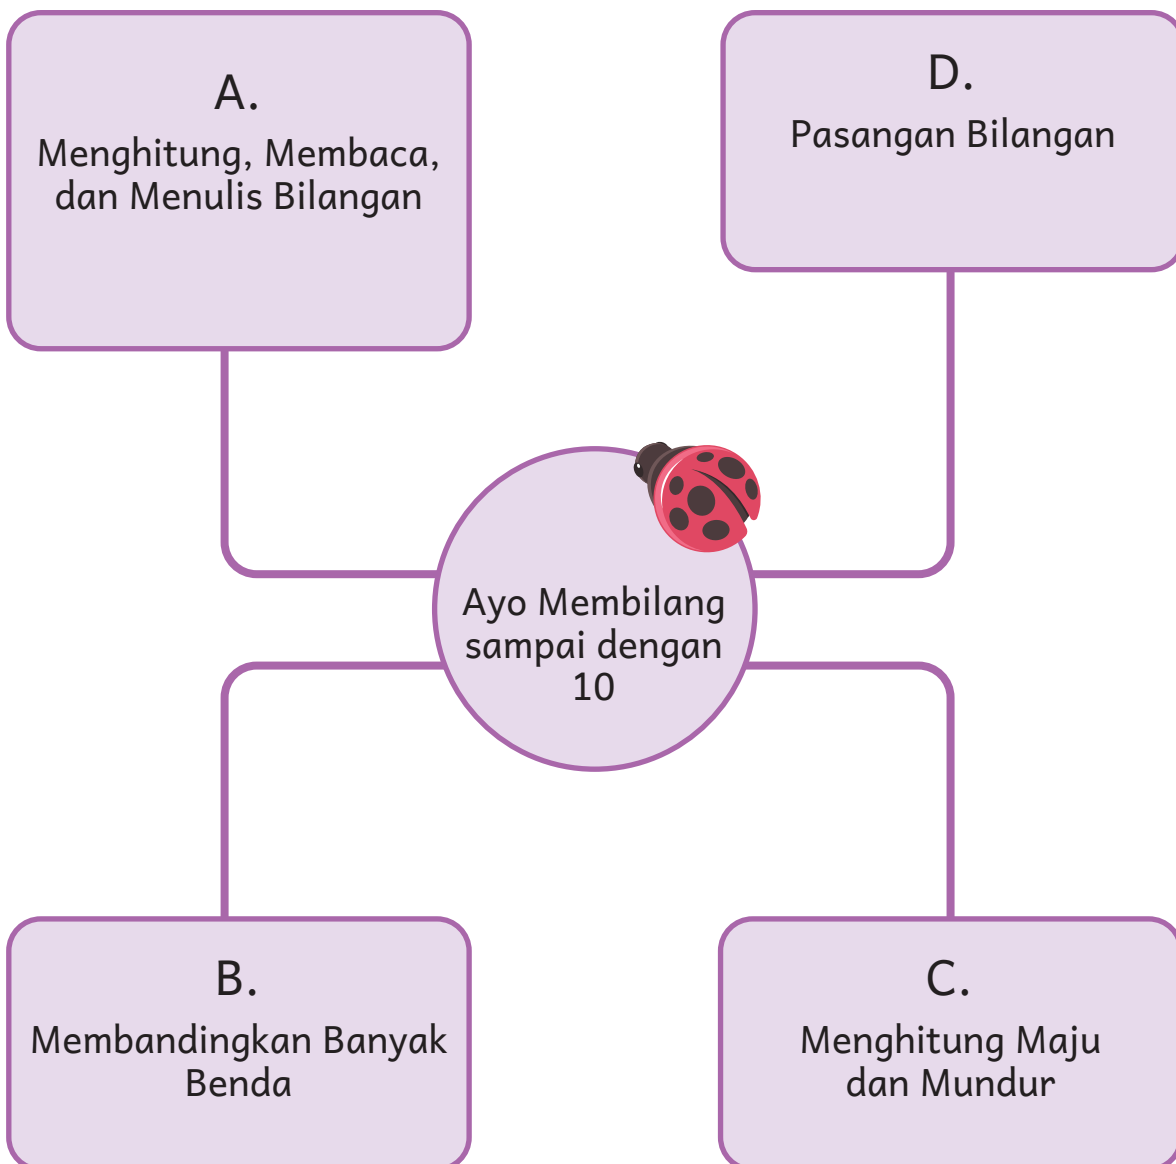 A.
Menghitung, Membaca,
dan Menulis Bilangan
D.
Pasangan Bilangan
Ayo Membilang
sampai dengan
10
B.
Membandingkan Banyak
Benda
C.
Menghitung Maju
dan Mundur